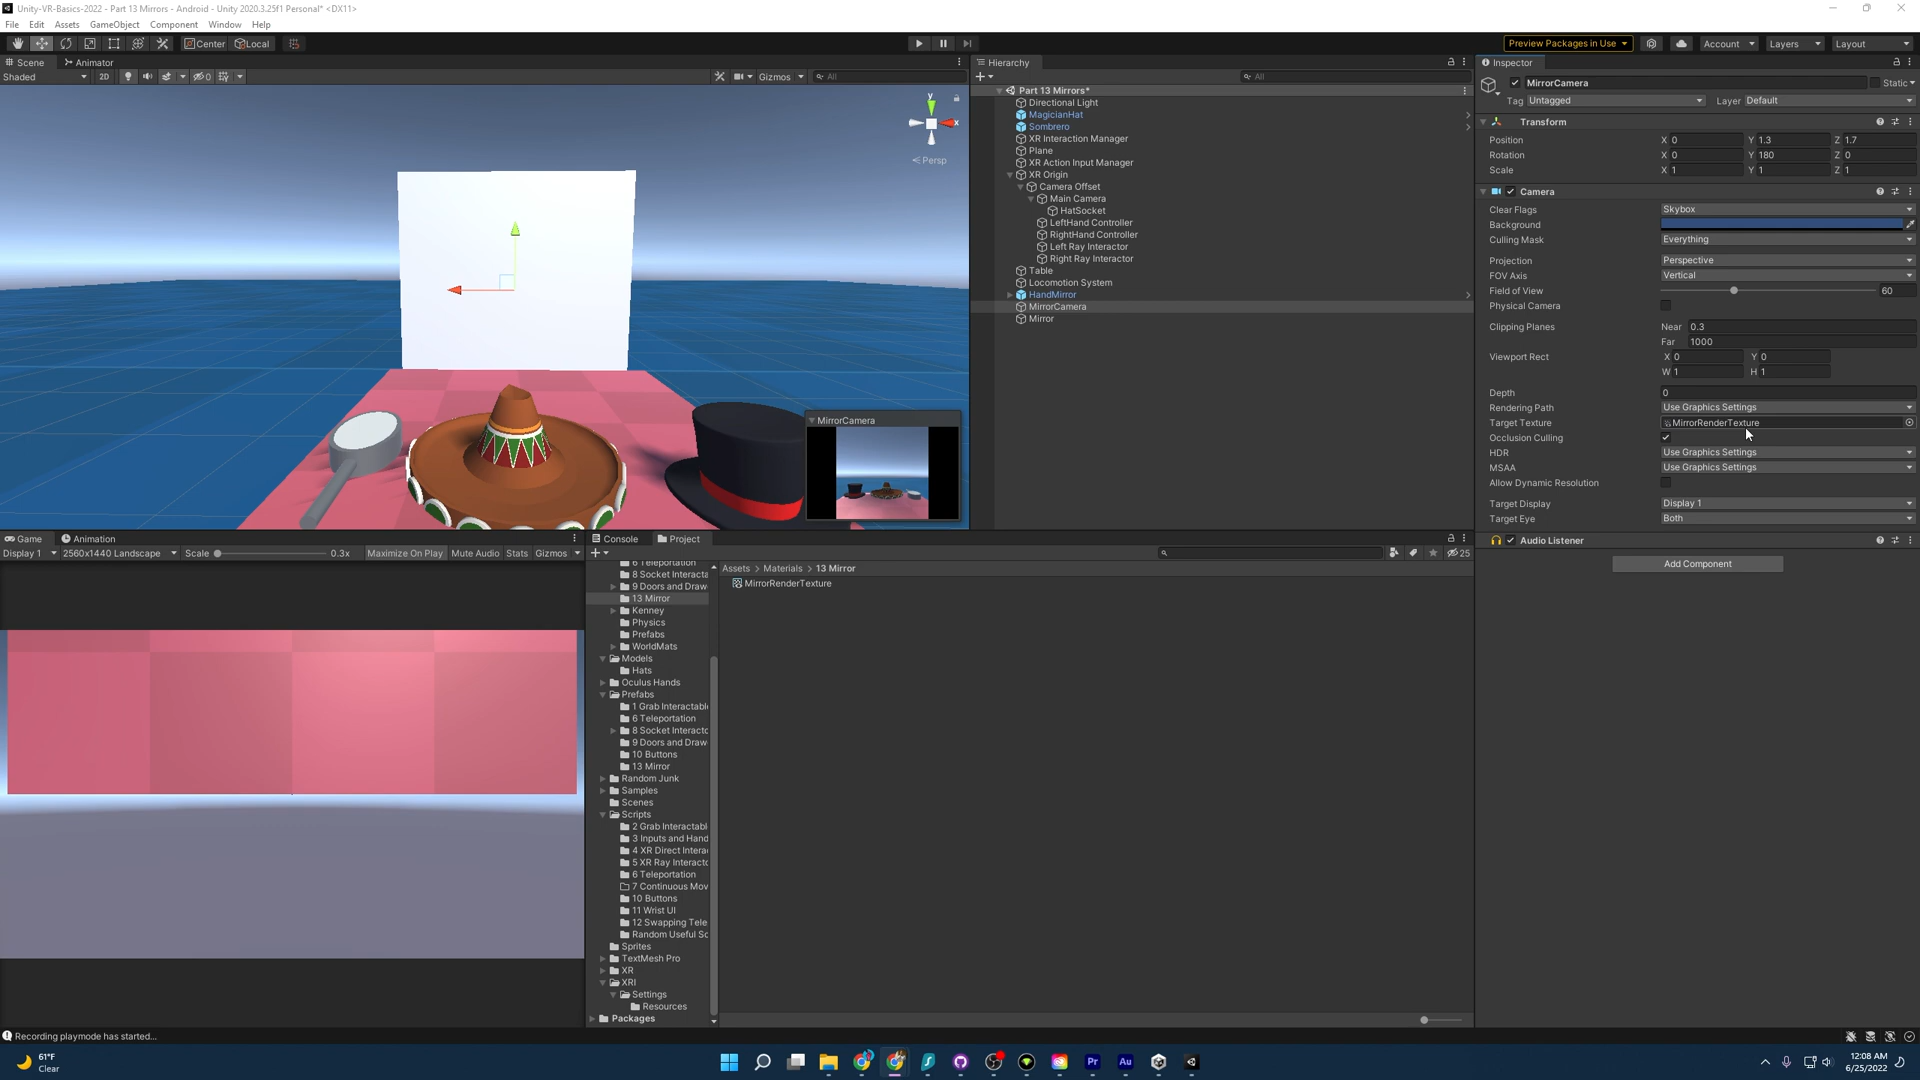 Unity-VR-Basics-2022 - Part 13 Mirrors - Android - Unity 2020.3.25f1 Personal* <DX11>
File Edit Assets GameObject Component Window Help
Center Local
Preview Packages in Use Account Layers Layout
Scene Animator
Shaded 2D 0 Gizmos All
y
x
Persp
MirrorCamera
Hierarchy
All
Part 13 Mirrors*
Directional Light
MagicianHat
Sombrero
XR Interaction Manager
Plane
XR Action Input Manager
XR Origin
Camera Offset
Main Camera
HatSocket
LeftHand Controller
RightHand Controller
Left Ray Interactor
Right Ray Interactor
Table
Locomotion System
HandMirror
MirrorCamera
Mirror
Inspector
MirrorCamera Static
Tag Untagged Layer Default
Transform
Position X 0 Y 1.3 Z 1.7
Rotation X 0 Y 180 Z 0
Scale X 1 Y 1 Z 1
Camera
Clear Flags Skybox
Background
Culling Mask Everything
Projection Perspective
FOV Axis Vertical
Field of View 60
Physical Camera
Clipping Planes Near 0.3
Far 1000
Viewport Rect X 0 Y 0
W 1 H 1
Depth 0
Rendering Path Use Graphics Settings
Target Texture MirrorRenderTexture
Occlusion Culling
HDR Use Graphics Settings
MSAA Use Graphics Settings
Allow Dynamic Resolution
Target Display Display 1
Target Eye Both
Audio Listener
Add Component
Game Animation
Display 1 2560x1440 Landscape Scale 0.3x Maximize On Play Mute Audio Stats Gizmos
Console Project
25
6 Teleportation
8 Socket Interacta
9 Doors and Draw
13 Mirror
Kenney
Physics
Prefabs
WorldMats
Models
Hats
Oculus Hands
Prefabs
1 Grab Interactabl
6 Teleportation
8 Socket Interacto
9 Doors and Draw
10 Buttons
13 Mirror
Random Junk
Samples
Scenes
Scripts
2 Grab Interactabl
3 Inputs and Hand
4 XR Direct Intera
5 XR Ray Interacto
6 Teleportation
7 Continuous Mov
10 Buttons
11 Wrist UI
12 Swapping Tele
Random Useful Sc
Sprites
TextMesh Pro
XR
XRI
Settings
Resources
Packages
Assets > Materials > 13 Mirror
MirrorRenderTexture
Recording playmode has started...
61°F
Clear
Pr Au
12:08 AM
6/25/2022